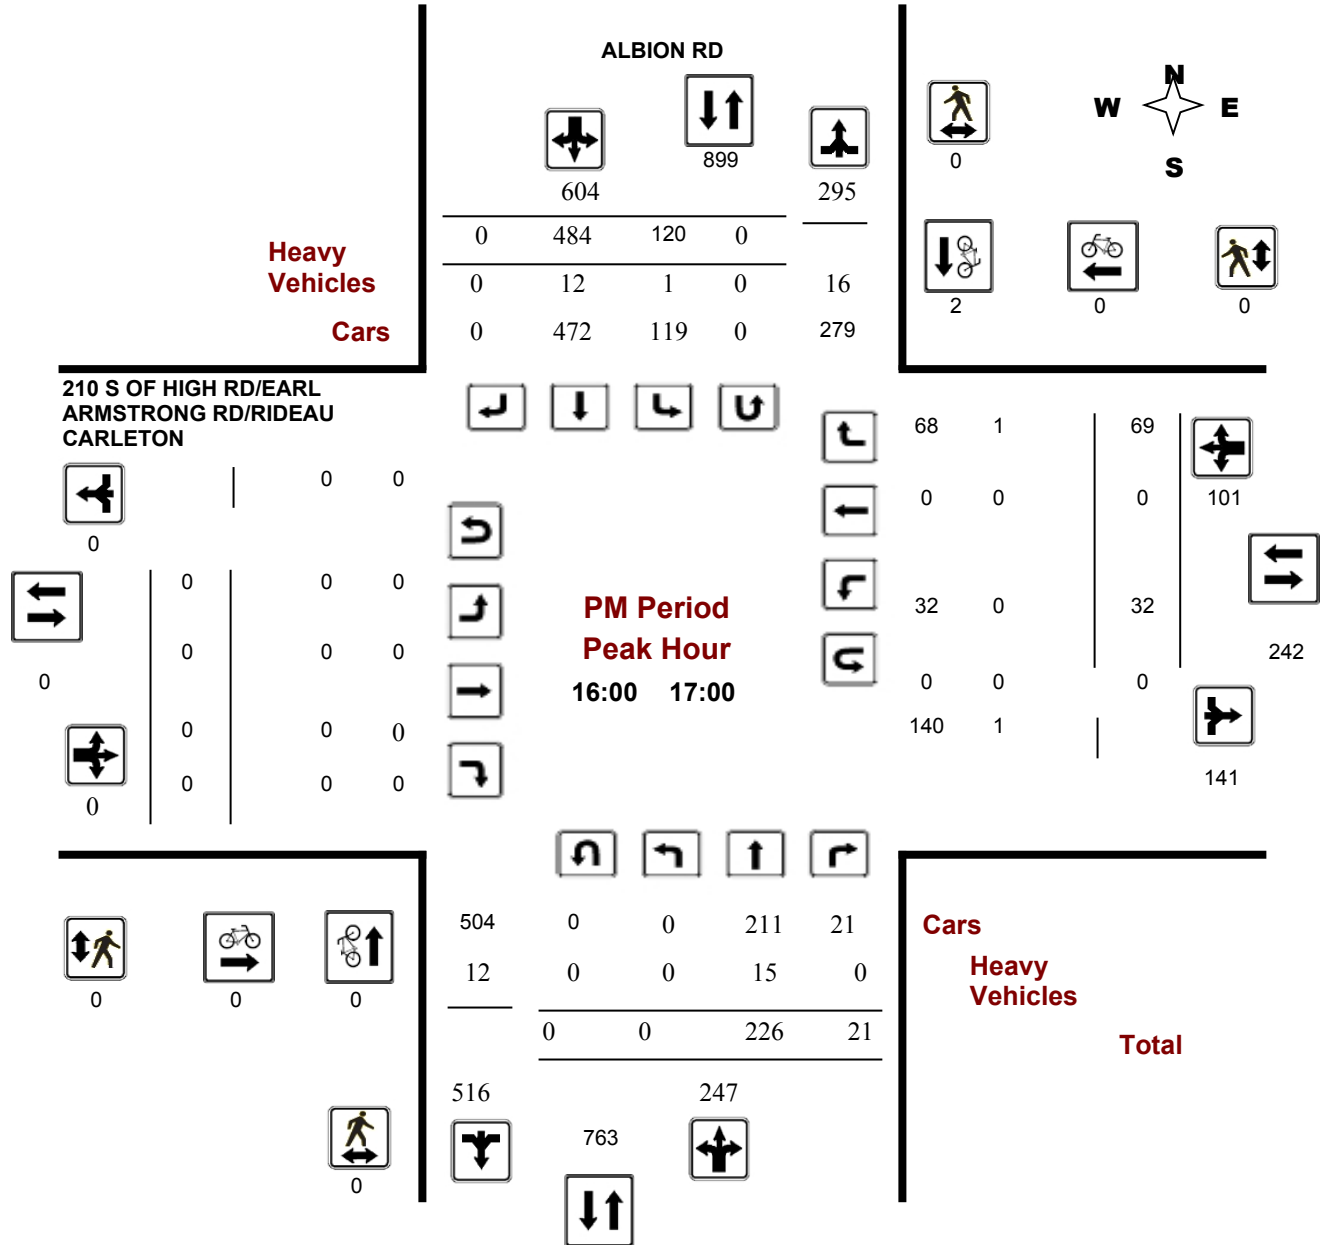 ALBION RD
N
W E
S
899
604 295
0
0 484 120 0
Heavy
Vehicles
0 12 1 0 16
2 0 0
Cars 0 472 119 0 279
210 S OF HIGH RD/EARL
ARMSTRONG RD/RIDEAU
CARLETON
68 1 69
0 0
0 0 0 101
0
0 0 0
PM Period
32 0 32
Peak Hour
0 0 0
242
0
16:00 17:00
0 0 0
0 0 0
140 1
0 0 0
141
0
504 0 0 211 21 Cars
12 0 0 15 0 Heavy
Vehicles
0 0 0
0 0 226 21
Total
516 247
763
0